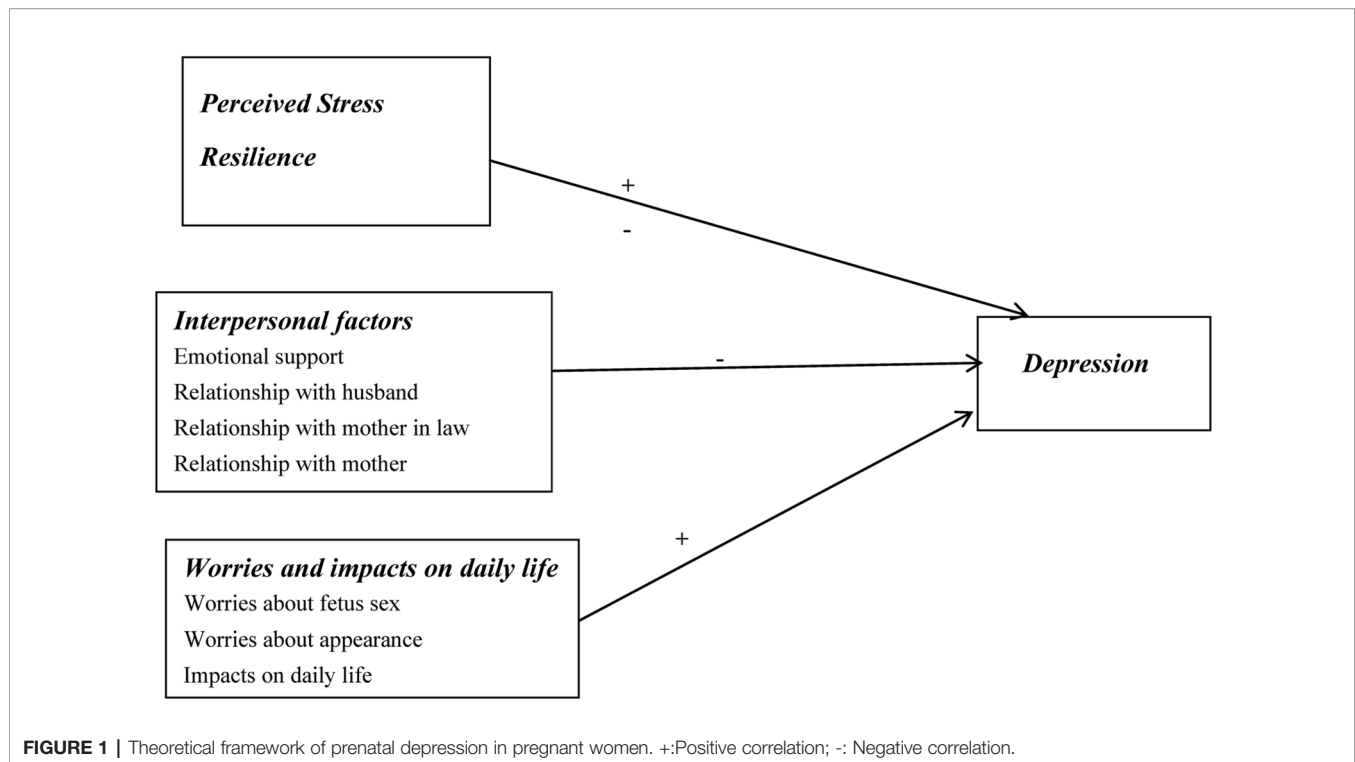 Perceived Stress
Resilience
+
-
Interpersonal factors
Emotional support
Relationship with husband
Relationship with mother in law
Relationship with mother
-
Depression
Worries and impacts on daily life
Worries about fetus sex
Worries about appearance
Impacts on daily life
+
FIGURE 1 | Theoretical framework of prenatal depression in pregnant women. +:Positive correlation; -: Negative correlation.